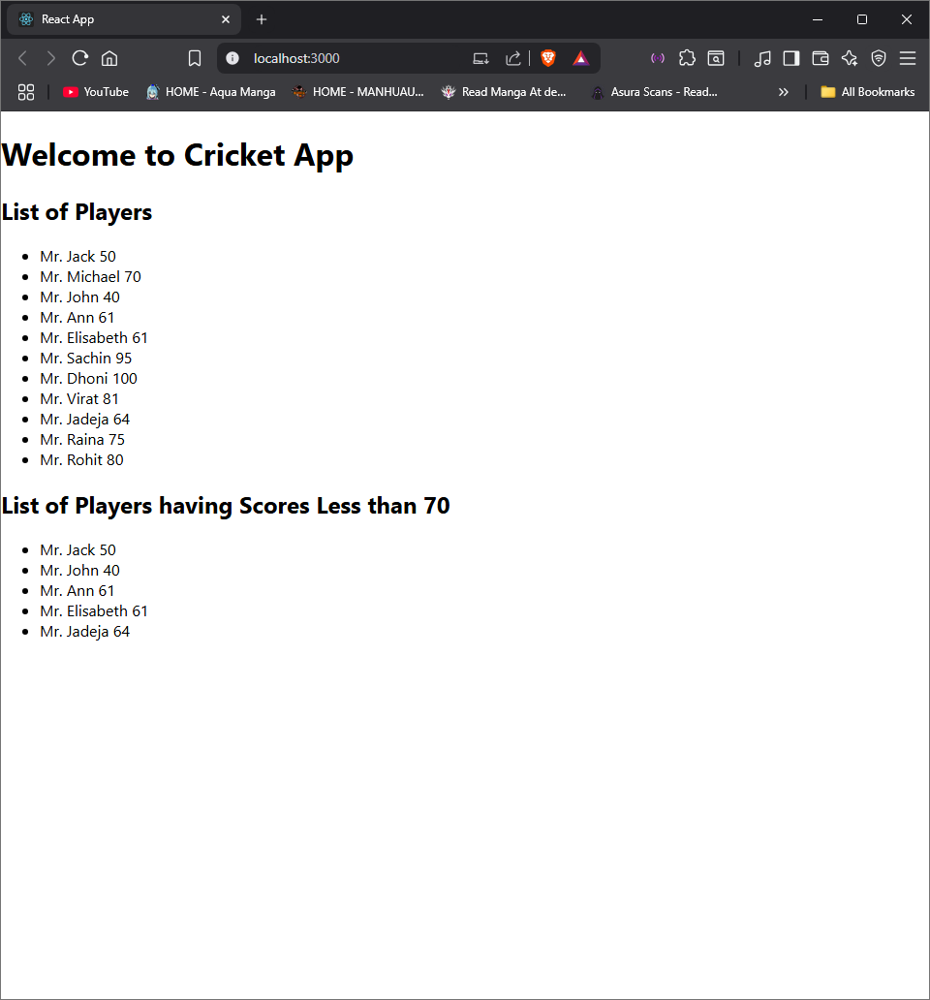 React App
localhost:3000
YouTube
HOME - Aqua Manga
HOME - MANHUAU...
Read Manga At de...
Asura Scans - Read...
All Bookmarks
Welcome to Cricket App
List of Players
Mr. Jack 50
Mr. Michael 70
Mr. John 40
Mr. Ann 61
Mr. Elisabeth 61
Mr. Sachin 95
Mr. Dhoni 100
Mr. Virat 81
Mr. Jadeja 64
Mr. Raina 75
Mr. Rohit 80
List of Players having Scores Less than 70
Mr. Jack 50
Mr. John 40
Mr. Ann 61
Mr. Elisabeth 61
Mr. Jadeja 64